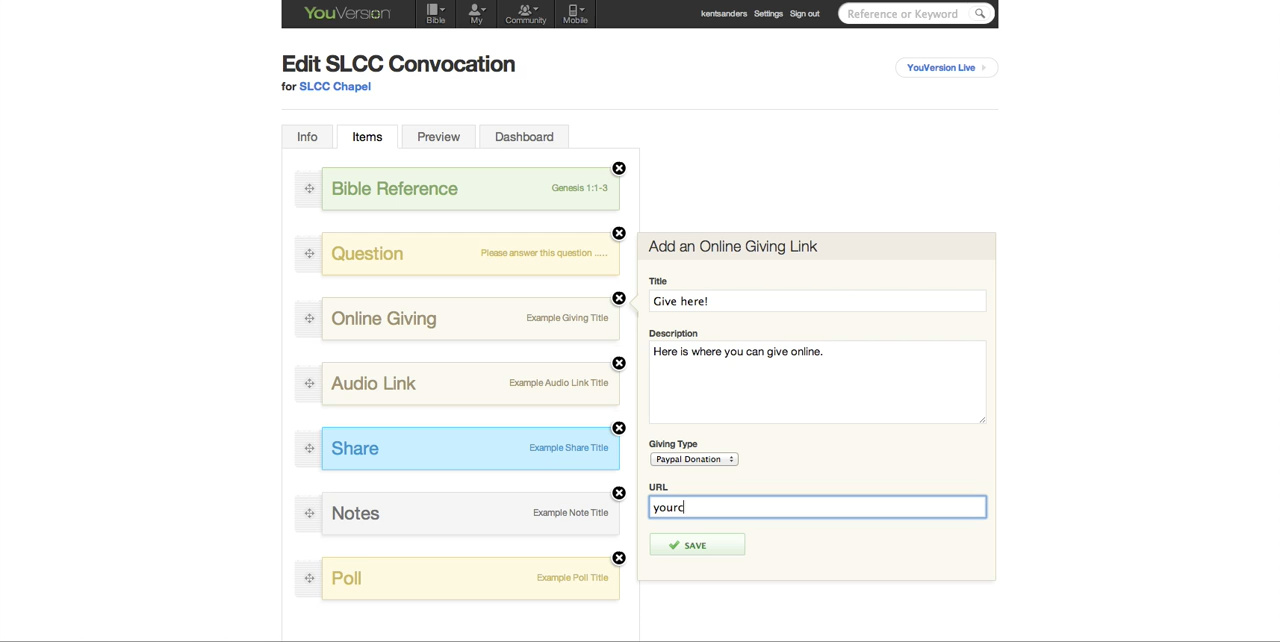 YouVersion
Bible
My
Community
Mobile
kentsanders Settings Sign out
Reference or Keyword
Edit SLCC Convocation
for SLCC Chapel
YouVersion Live
Info
Items
Preview
Dashboard
Bible Reference
Genesis 1:1-3
Question
Please answer this question .....
Online Giving
Example Giving Title
Audio Link
Example Audio Link Title
Share
Example Share Title
Notes
Example Note Title
Poll
Example Poll Title
Add an Online Giving Link
Title
Give here!
Description
Here is where you can give online.
Giving Type
Paypal Donation
URL
yourc
SAVE